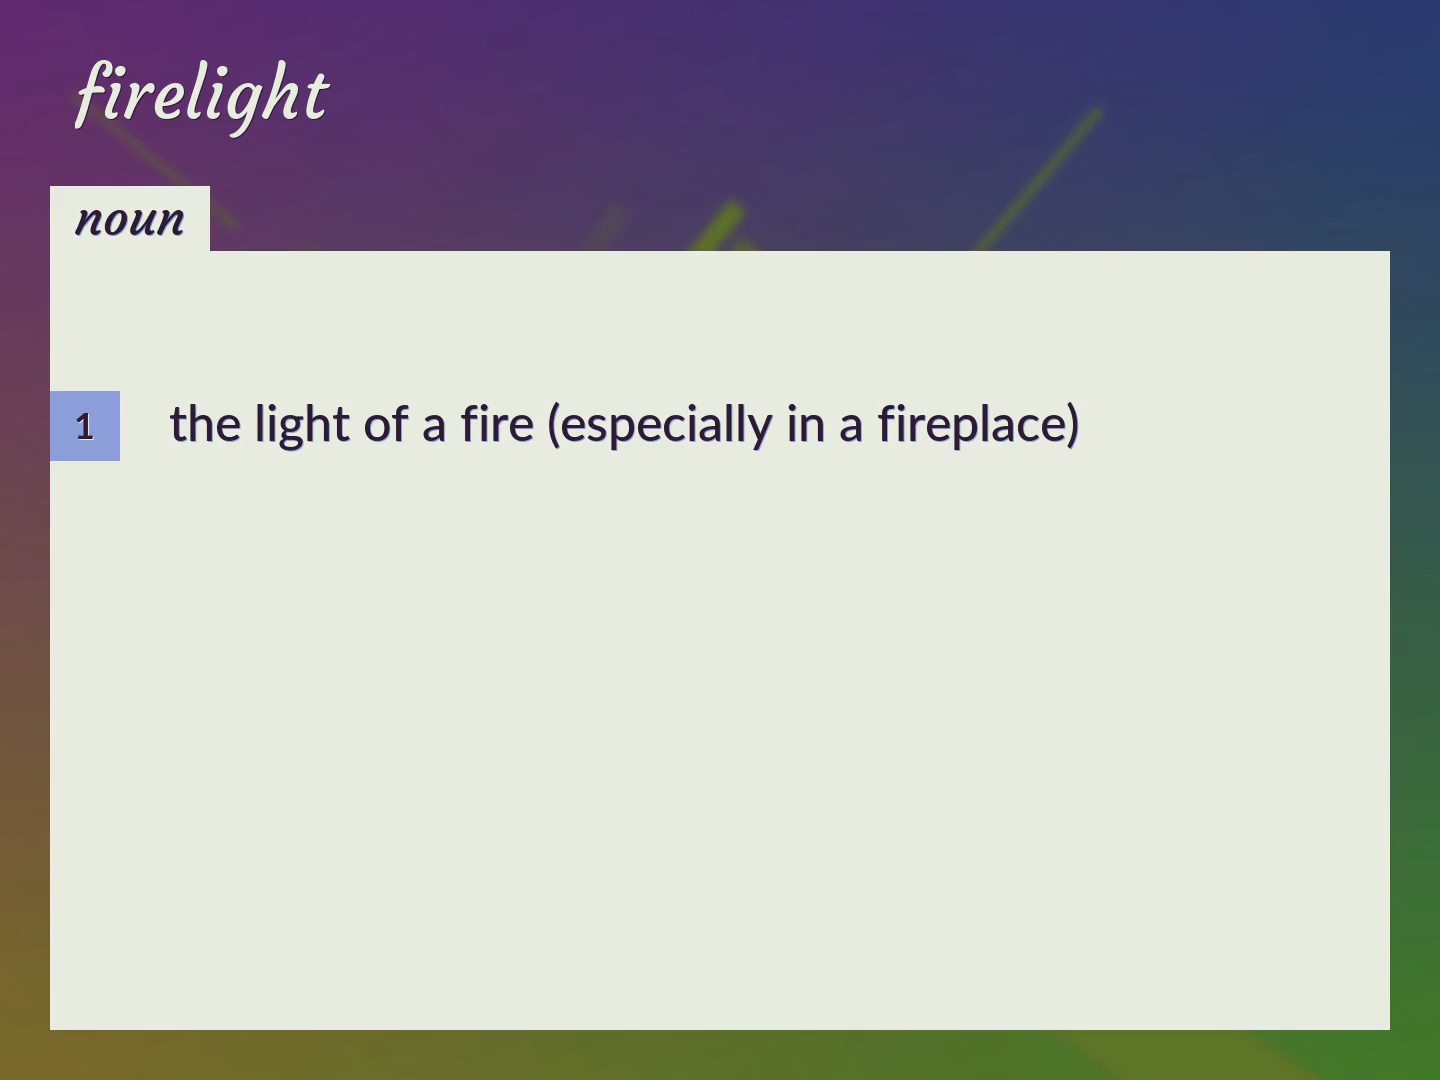 firelight
noun
1 the light of a fire (especially in a fireplace)